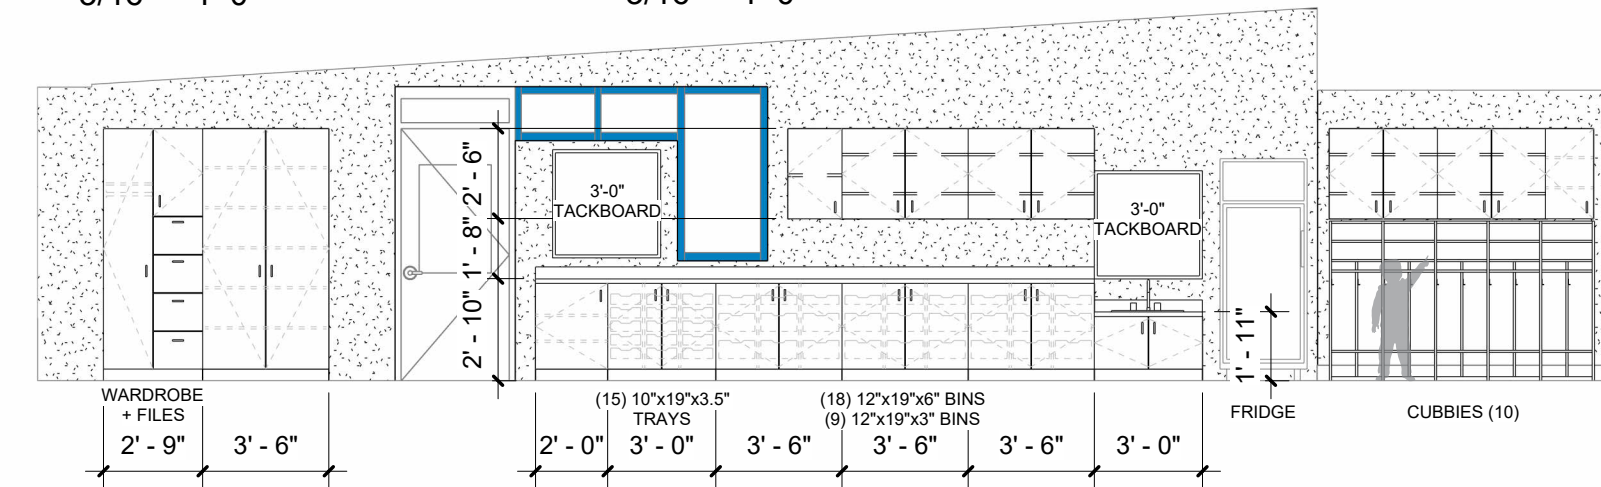 2' - 6"
1' - 8"
2' - 10"
3'-0"
TACKBOARD
3'-0"
TACKBOARD
1' - 11"
WARDROBE
+ FILES
(15) 10"x19"x3.5"
TRAYS
(18) 12"x19"x6" BINS
(9) 12"x19"x3" BINS
FRIDGE
CUBBIES (10)
2' - 9"
3' - 6"
2' - 0"
3' - 0"
3' - 6"
3' - 6"
3' - 6"
3' - 0"